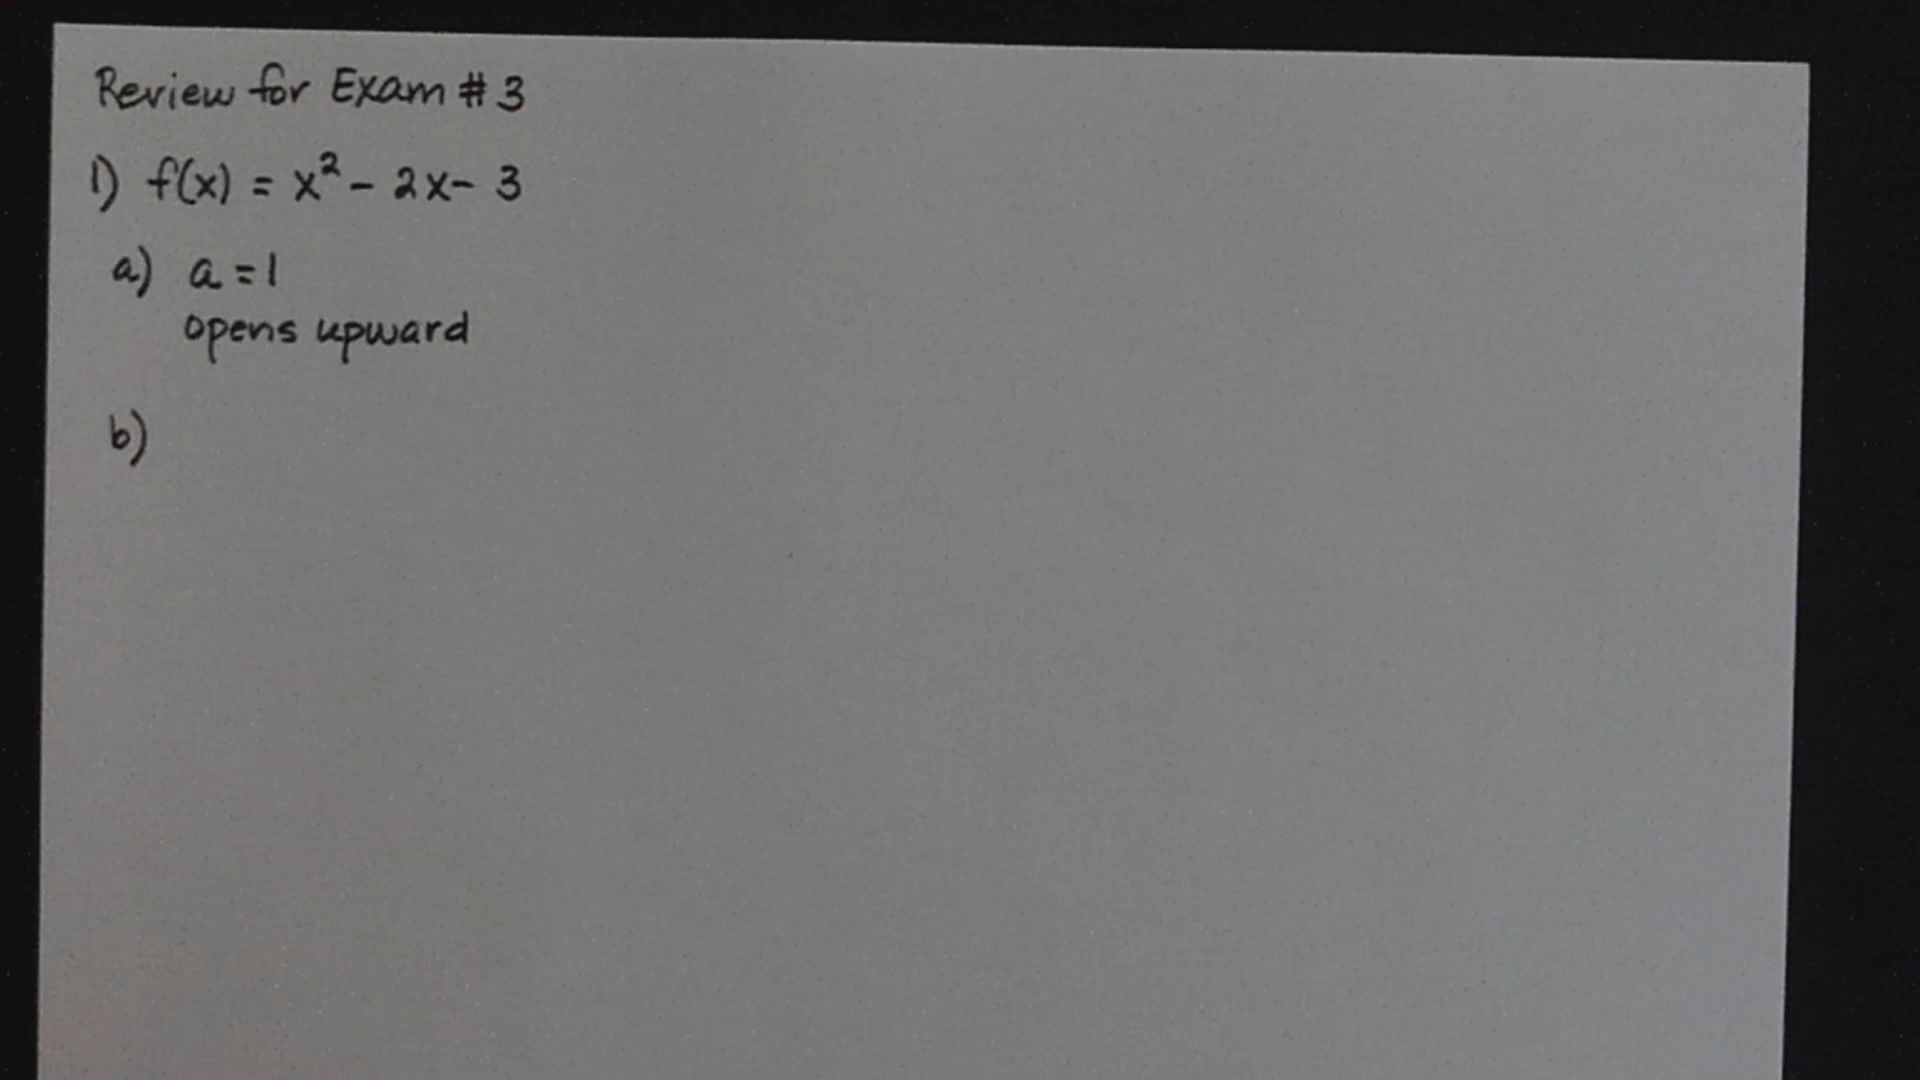 Review for Exam # 3
1) f(x) = x² - 2x - 3
a) a = 1
opens upward
b)